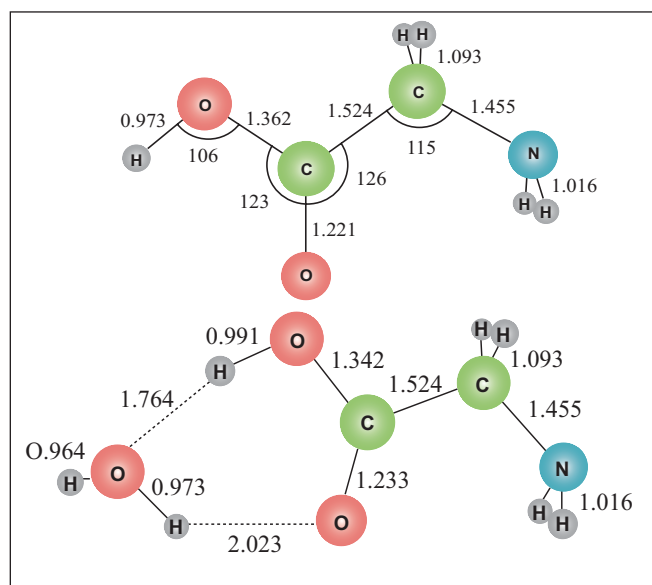 H H
1.093
C
O
0.973
1.362
1.524
1.455
H
106
C
115
N
123
126
1.016
H
H
1.221
O
0.991
O
H H
H
1.342
1.524
C
1.093
1.764
1.455
C
O.964
O
H
0.973
1.233
N
H
O
H H
1.016
2.023